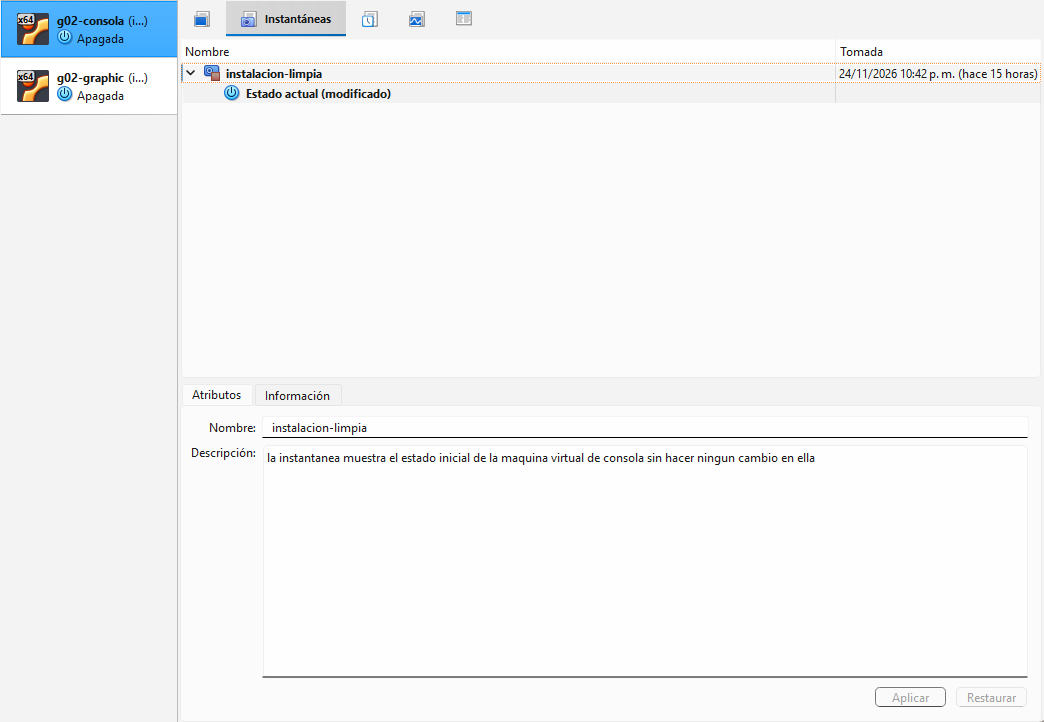 x64
g02-consola (i...)
Apagada
x64
g02-graphic (i...)
Apagada
Instantáneas
Nombre
Tomada
instalacion-limpia
24/11/2026 10:42 p. m. (hace 15 horas)
Estado actual (modificado)
Atributos
Información
Nombre:
instalacion-limpia
Descripción:
la instantanea muestra el estado inicial de la maquina virtual de consola sin hacer ningun cambio en ella
Aplicar
Restaurar